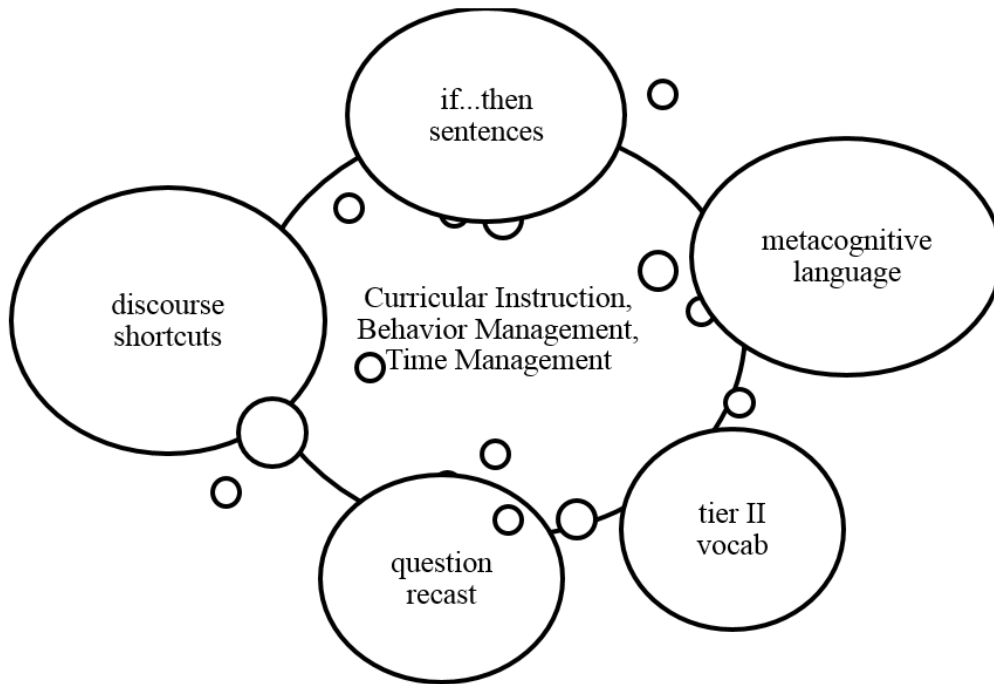 if...then
sentences
metacognitive
language
discourse
shortcuts
Curricular Instruction,
Behavior Management,
Time Management
tier II
vocab
question
recast